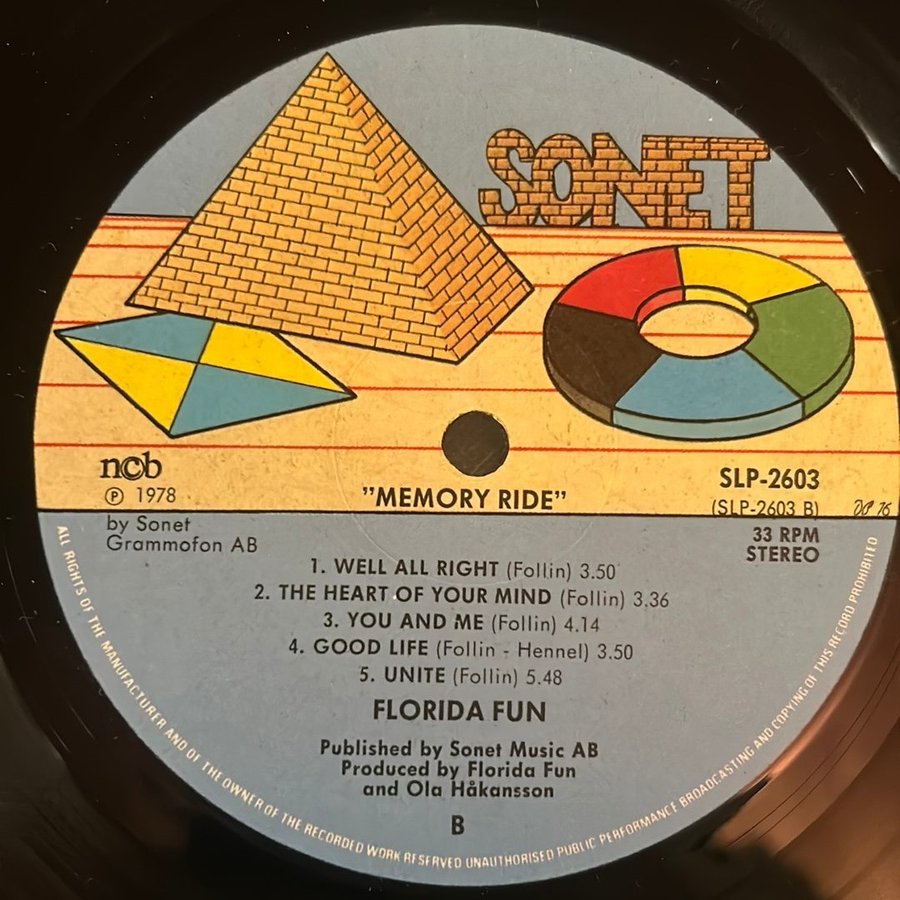 SONET
ncb
℗ 1978
by Sonet
Grammofon AB
"MEMORY RIDE"
SLP-2603
(SLP-2603 B)
33 RPM
STEREO
1. WELL ALL RIGHT (Follin) 3.50
2. THE HEART OF YOUR MIND (Follin) 3.36
3. YOU AND ME (Follin) 4.14
4. GOOD LIFE (Follin - Hennel) 3.50
5. UNITE (Follin) 5.48
FLORIDA FUN
Published by Sonet Music AB
Produced by Florida Fun
and Ola Håkansson
B
ALL RIGHTS OF THE MANUFACTURER AND OF THE OWNER OF THE RECORDED WORK RESERVED UNAUTHORISED PUBLIC PERFORMANCE BROADCASTING AND COPYING OF THIS RECORD PROHIBITED